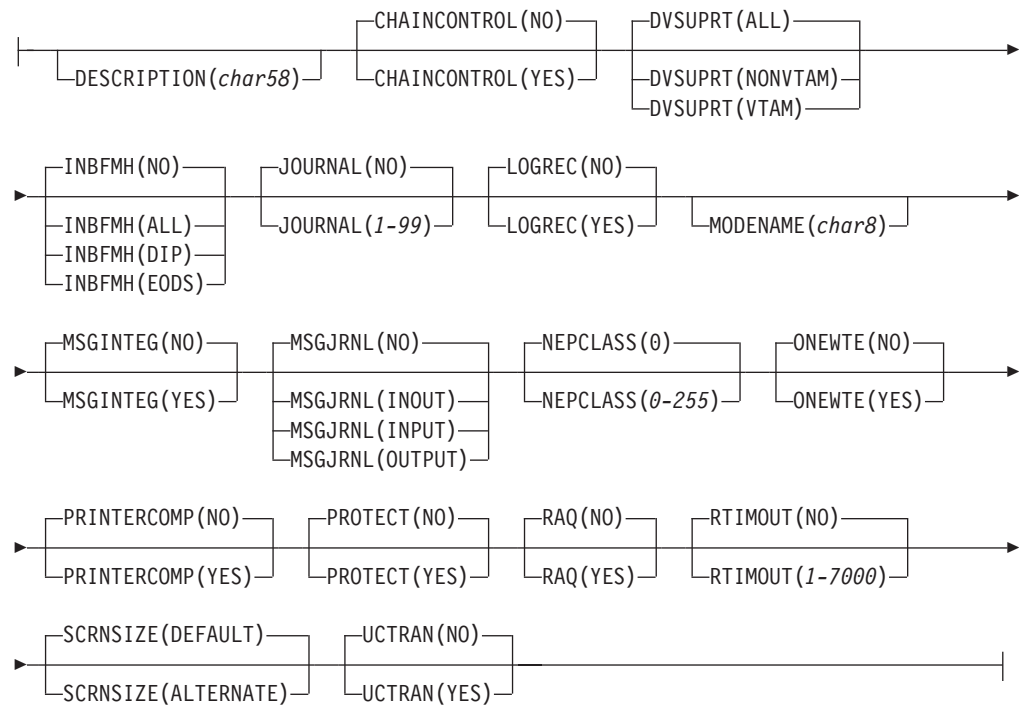 CHAINCONTROL(NO) DVSUPRT(ALL)
DESCRIPTION(char58) CHAINCONTROL(YES) DVSUPRT(NONVTAM)
DVSUPRT(VTAM)
INBFMH(NO) JOURNAL(NO) LOGREC(NO)
INBFMH(ALL) JOURNAL(1-99) LOGREC(YES) MODENAME(char8)
INBFMH(DIP)
INBFMH(EODS)
MSGINTEG(NO) MSGJRNL(NO) NEPCLASS(0) ONEWTE(NO)
MSGINTEG(YES) MSGJRNL(INOUT) NEPCLASS(0-255) ONEWTE(YES)
MSGJRNL(INPUT)
MSGJRNL(OUTPUT)
PRINTERCOMP(NO) PROTECT(NO) RAQ(NO) RTIMOUT(NO)
PRINTERCOMP(YES) PROTECT(YES) RAQ(YES) RTIMOUT(1-7000)
SCRNSIZE(DEFAULT) UCTRAN(NO)
SCRNSIZE(ALTERNATE) UCTRAN(YES)